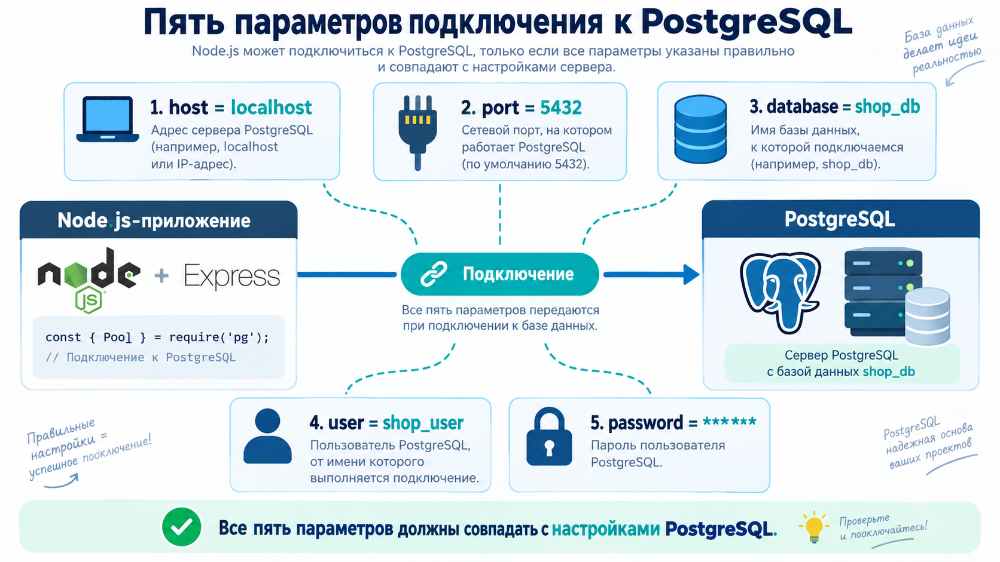 Пять параметров подключения к PostgreSQL
Node.js может подключиться к PostgreSQL, только если все параметры указаны правильно
и совпадают с настройками сервера.
База данных
делает идеи
реальностью
1. host = localhost
Адрес сервера PostgreSQL
(например, localhost
или IP-адрес).
2. port = 5432
Сетевой порт, на котором
работает PostgreSQL
(по умолчанию 5432).
3. database = shop_db
Имя базы данных,
к которой подключаемся
(например, shop_db).
Node.js-приложение
node
JS
+
Express
const { Pool } = require('pg');
// Подключение к PostgreSQL
Подключение
Все пять параметров передаются
при подключении к базе данных.
PostgreSQL
Сервер PostgreSQL
с базой данных shop_db
4. user = shop_user
Пользователь PostgreSQL,
от имени которого
выполняется подключение.
5. password = ******
Пароль пользователя
PostgreSQL.
Правильные
настройки =
успешное подключение!
PostgreSQL
надежная основа
ваших проектов
Все пять параметров должны совпадать с настройками PostgreSQL.
Проверьте
и пооключайтесь!